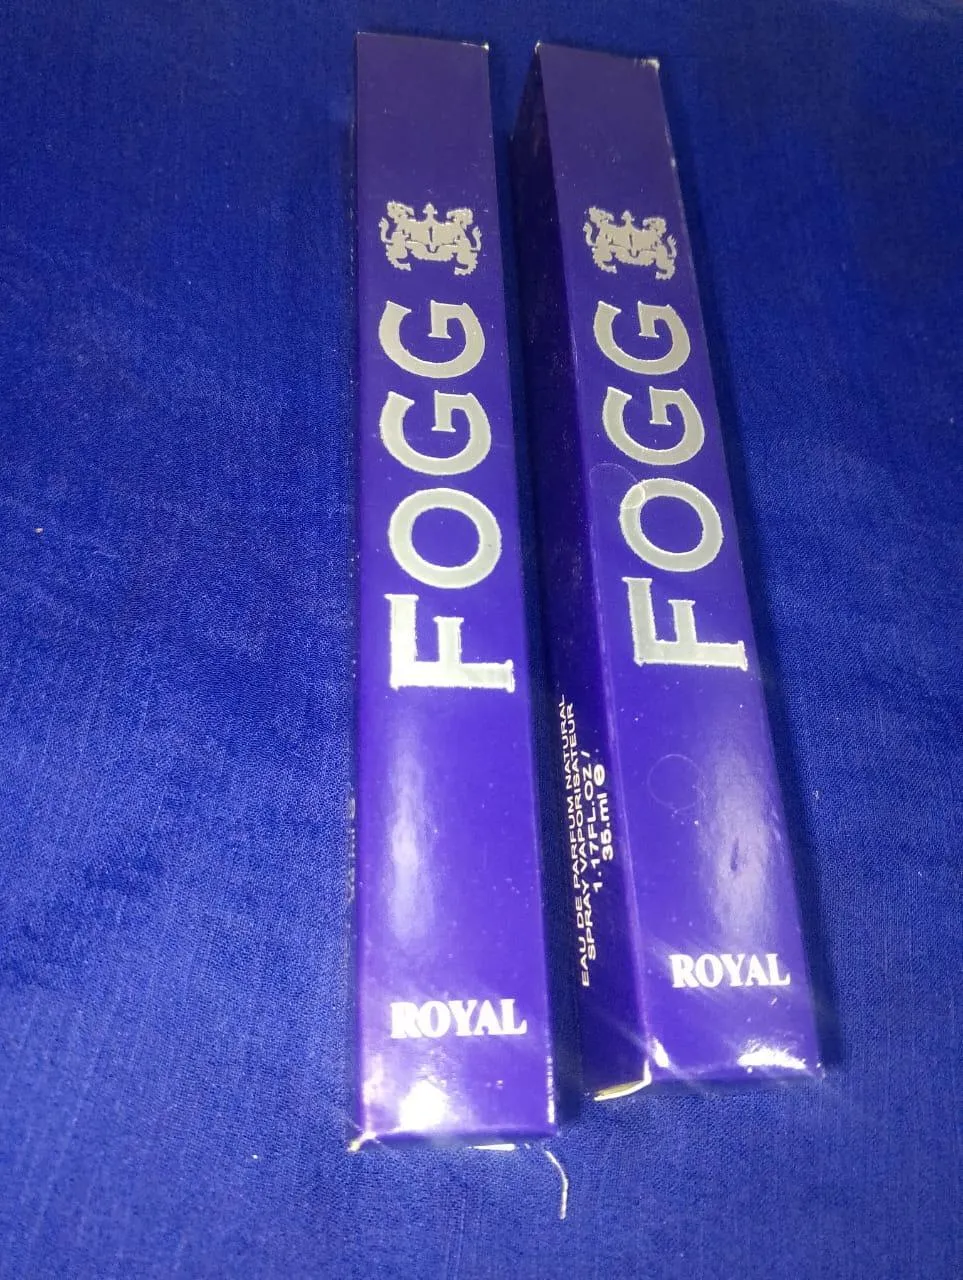 FOGG
ROYAL
FOGG
ROYAL
EAU DE PARFUM NATURAL
SPRAY VAPORISATEUR
1.17FL.OZ /
35.ml e